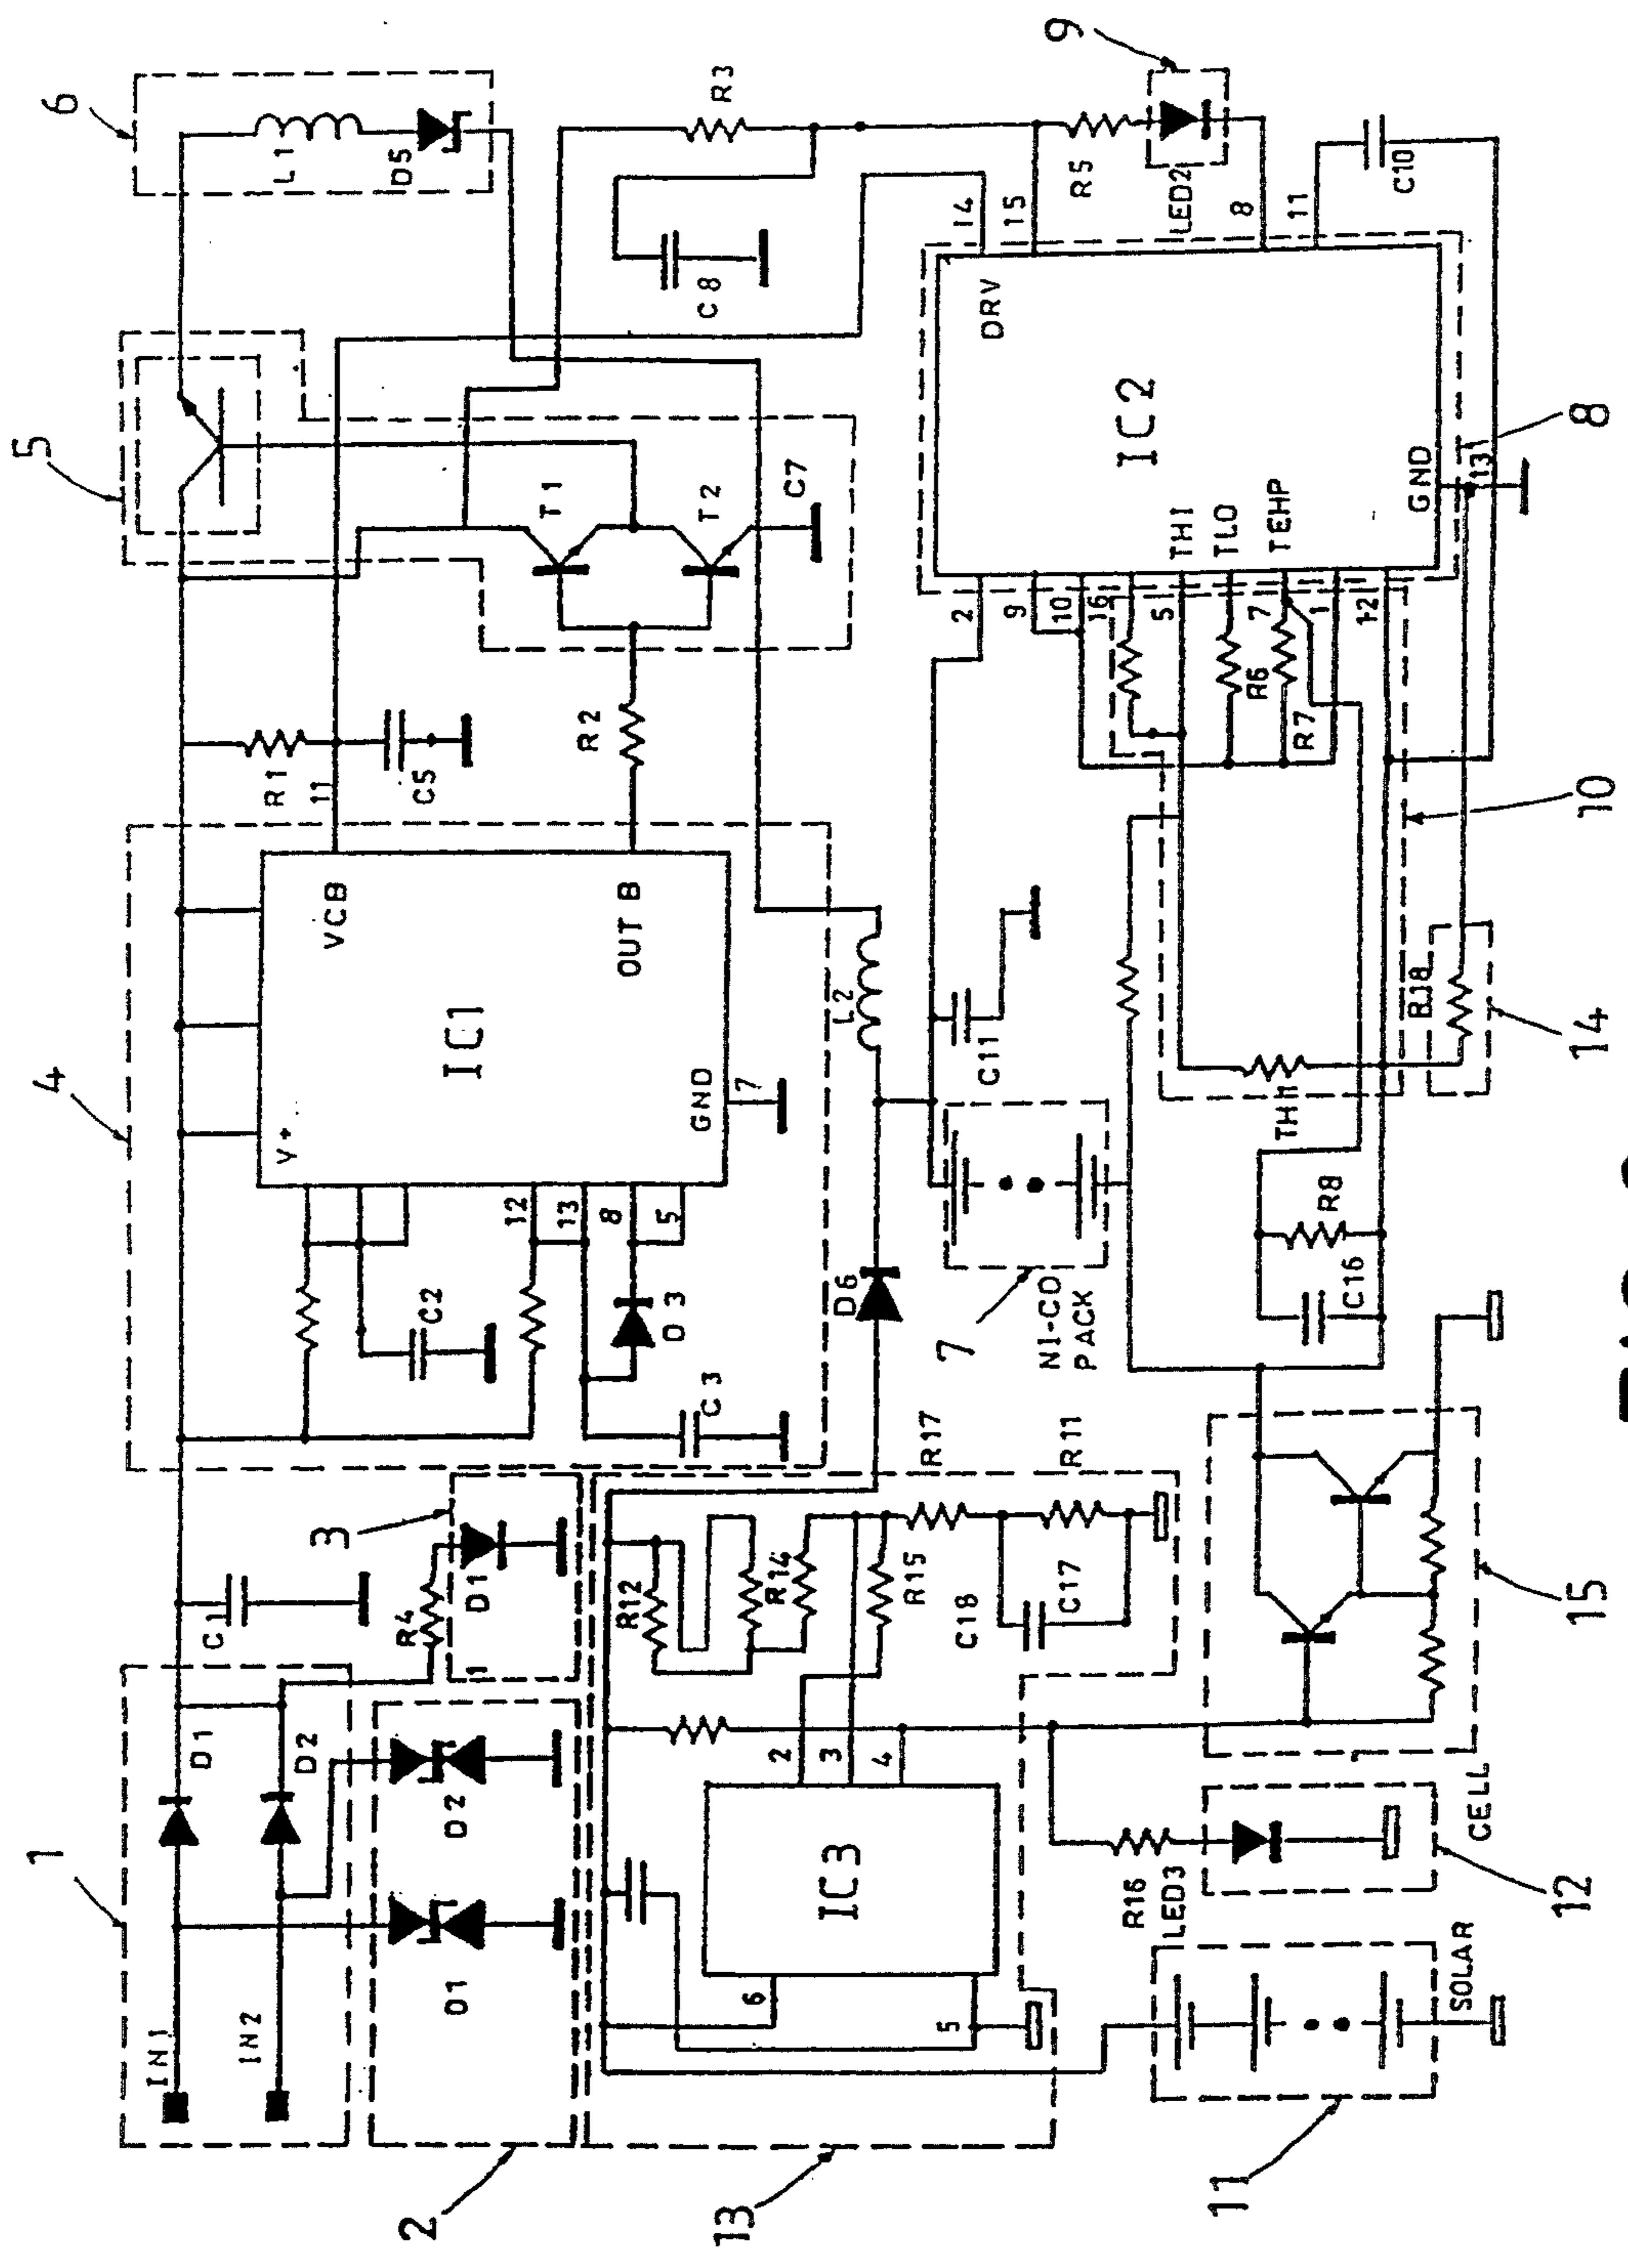 1
IN1
IN2
D1
D2
D1
D2
2
C1
R4
D1
3
4
V+
IC1
VCB
OUT B
GND
7
12
13
8
5
C2
D3
C3
R1
11
C5
R2
5
T1
T2
C7
6
L1
D5
R3
C8
L2
D6
C11
7
NI-CD
PACK
IC2
DRV
14
15
R5
LED2
9
8
11
C10
THI
TLO
TEMP
GND
13
8
2
9
10
16
5
7
1
12
R6
R7
10
TH1
R18
14
R8
C16
13
IC3
6
5
2
3
4
R12
R14
R15
R17
R11
C18
C17
R16
LED3
12
CELL
SOLAR
11
15